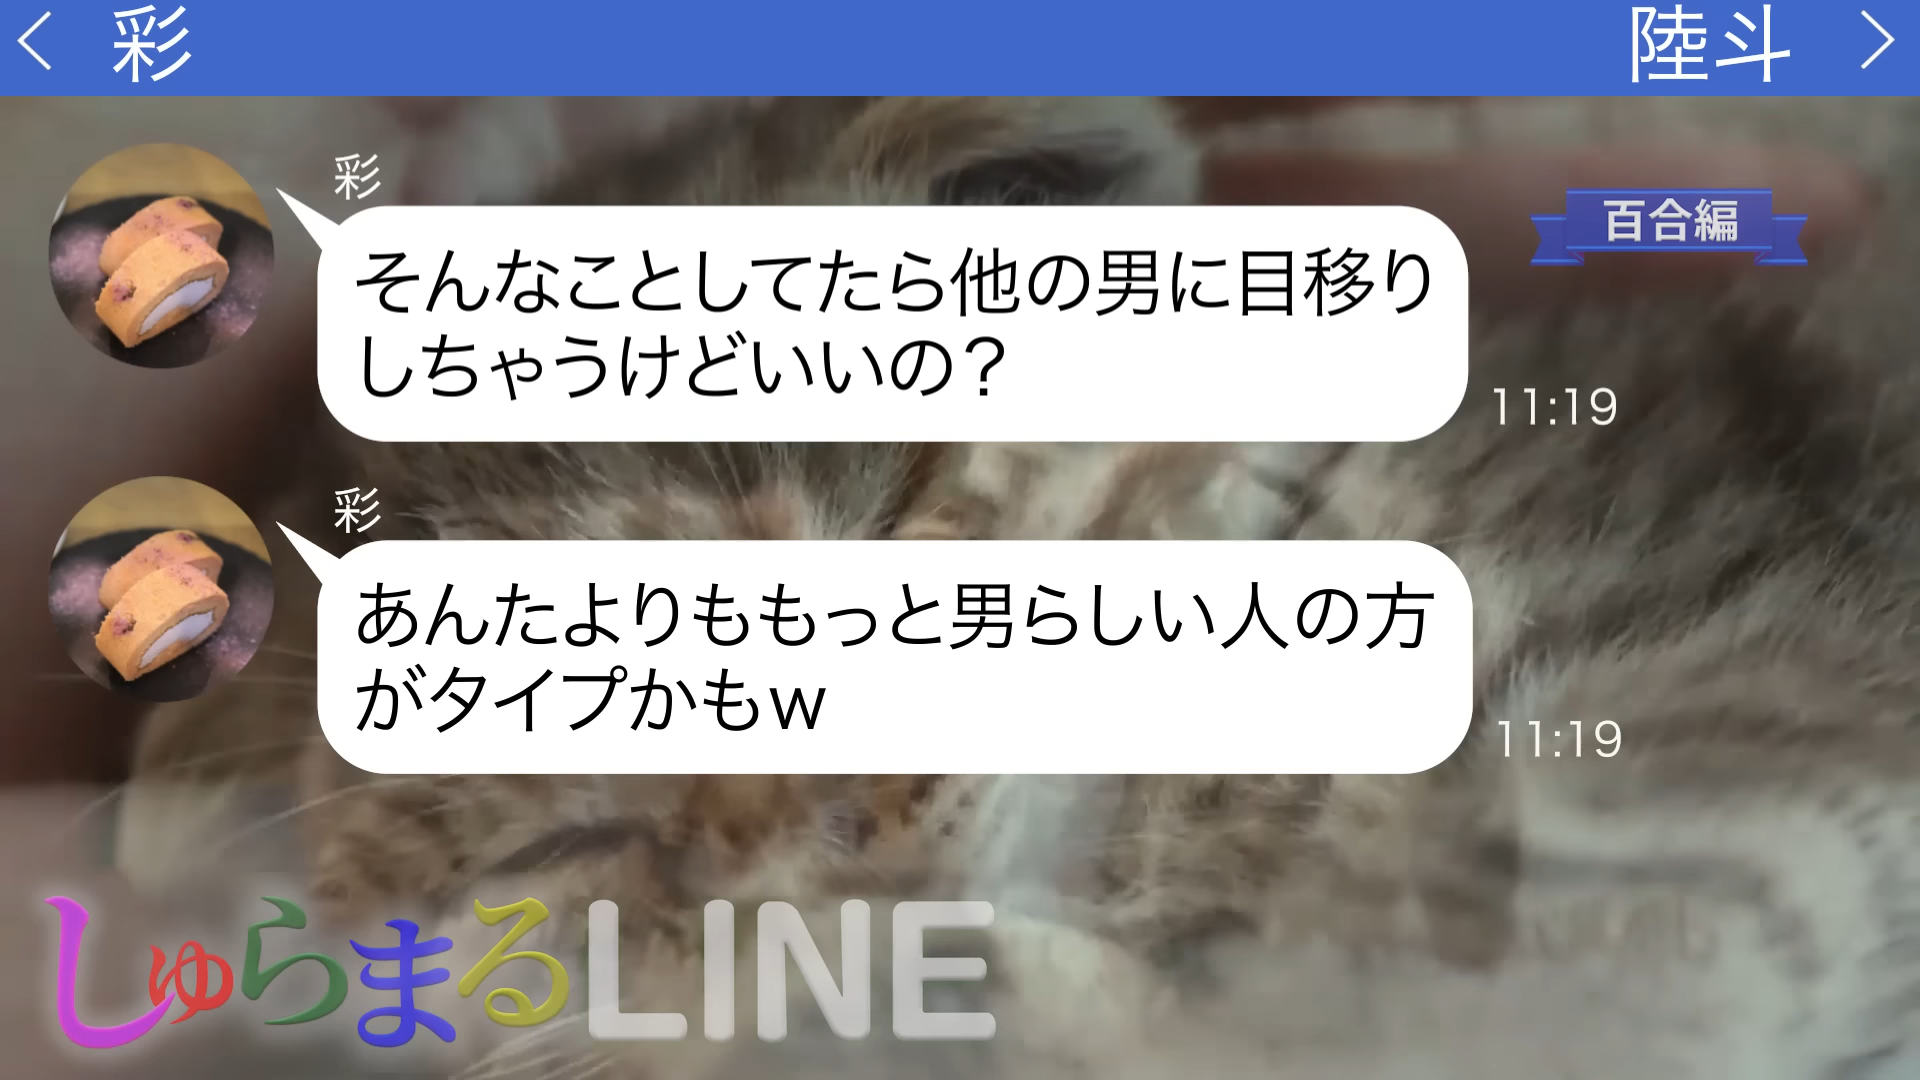 彩
陸斗
彩
百合編
そんなことしてたら他の男に目移り
しちゃうけどいいの？
11:19
彩
あんたよりももっと男らしい人の方
がタイプかもw
11:19
しゅらまるLINE